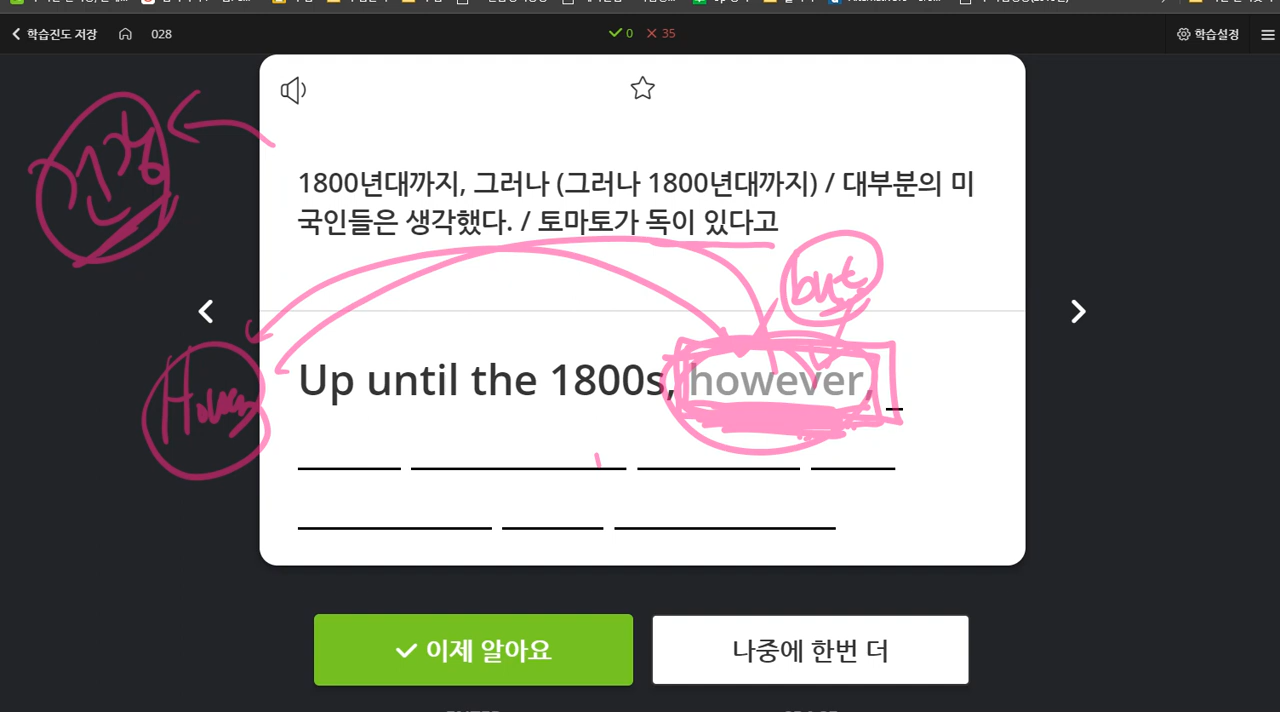 학습진도 저장
028
0
35
학습설정
1800년대까지, 그러나 (그러나 1800년대까지) / 대부분의 미
국인들은 생각했다. / 토마토가 독이 있다고
but
Up until the 1800s, however,
이제 알아요
나중에 한번 더